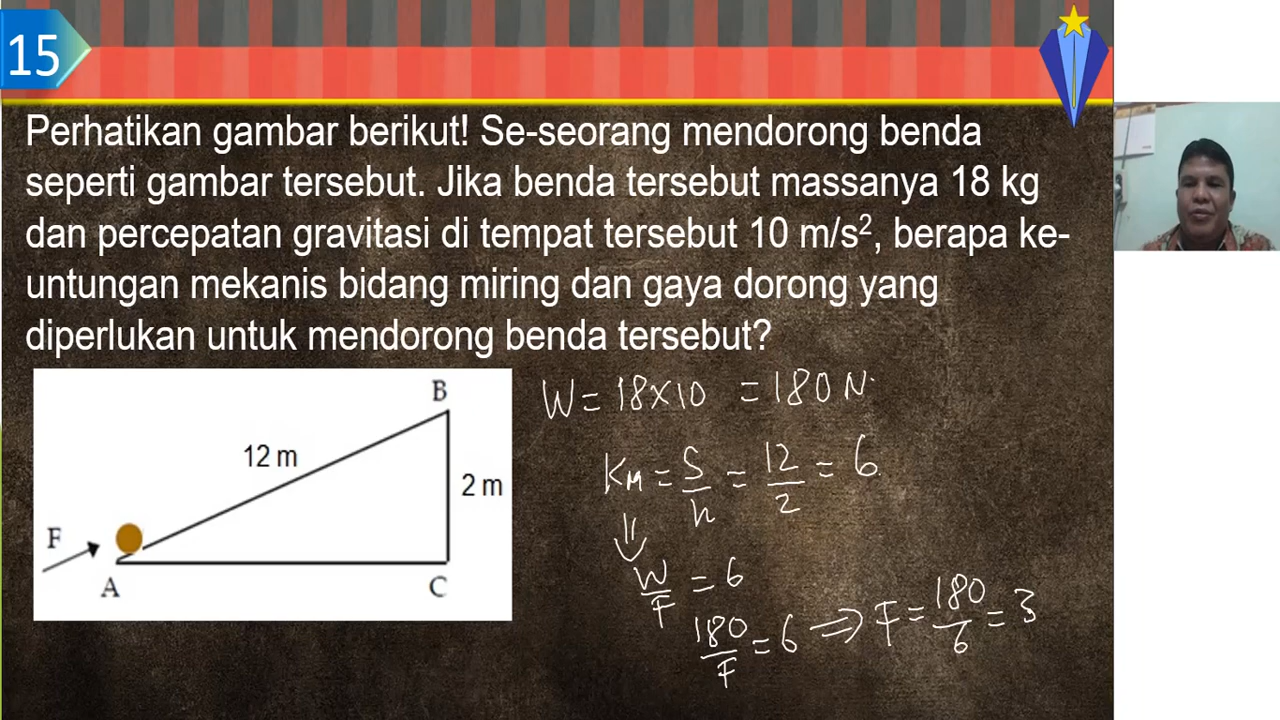 15
Perhatikan gambar berikut! Se-seorang mendorong benda
seperti gambar tersebut. Jika benda tersebut massanya 18 kg
dan percepatan gravitasi di tempat tersebut 10 m/s², berapa ke-
untungan mekanis bidang miring dan gaya dorong yang
diperlukan untuk mendorong benda tersebut?
B
12 m
2 m
F
A
C
W = 18×10 = 180 N.
KM = S/h = 12/2 = 6
⇓
W/F = 6
180/F = 6 ⇒ F = 180/6 = 3